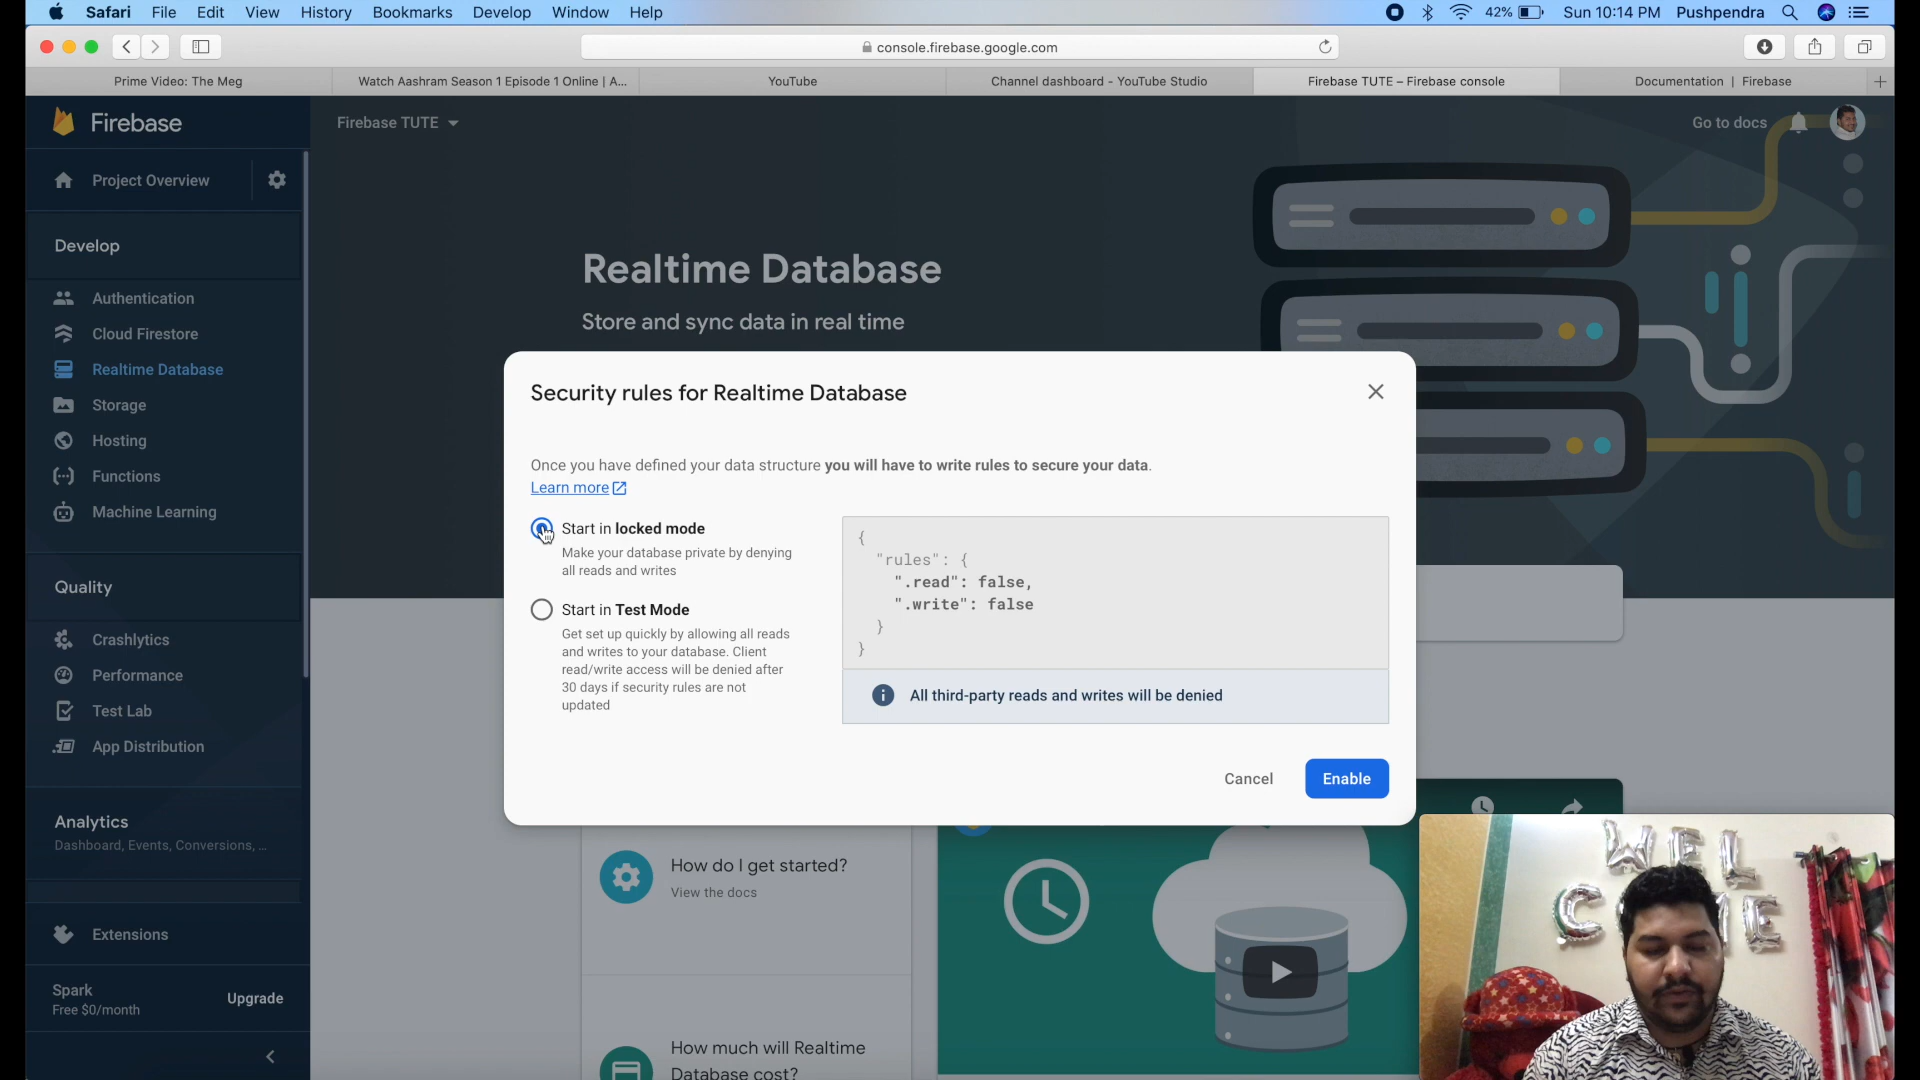 Safari File Edit View History Bookmarks Develop Window Help 42% Sun 10:14 PM Pushpendra
console.firebase.google.com
Prime Video: The Meg
Watch Aashram Season 1 Episode 1 Online | A...
YouTube
Channel dashboard - YouTube Studio
Firebase TUTE – Firebase console
Documentation | Firebase
Firebase
Firebase TUTE
Go to docs
Project Overview
Develop
Authentication
Cloud Firestore
Realtime Database
Storage
Hosting
Functions
Machine Learning
Quality
Crashlytics
Performance
Test Lab
App Distribution
Analytics
Dashboard, Events, Conversions, ...
Extensions
Spark
Free $0/month
Upgrade
Realtime Database
Store and sync data in real time
Security rules for Realtime Database
Once you have defined your data structure you will have to write rules to secure your data.
Learn more
Start in locked mode
Make your database private by denying
all reads and writes
Start in Test Mode
Get set up quickly by allowing all reads
and writes to your database. Client
read/write access will be denied after
30 days if security rules are not
updated
{
"rules": {
".read": false,
".write": false
}
}
All third-party reads and writes will be denied
Cancel
Enable
How do I get started?
View the docs
How much will Realtime
Database cost?
WEL
COME